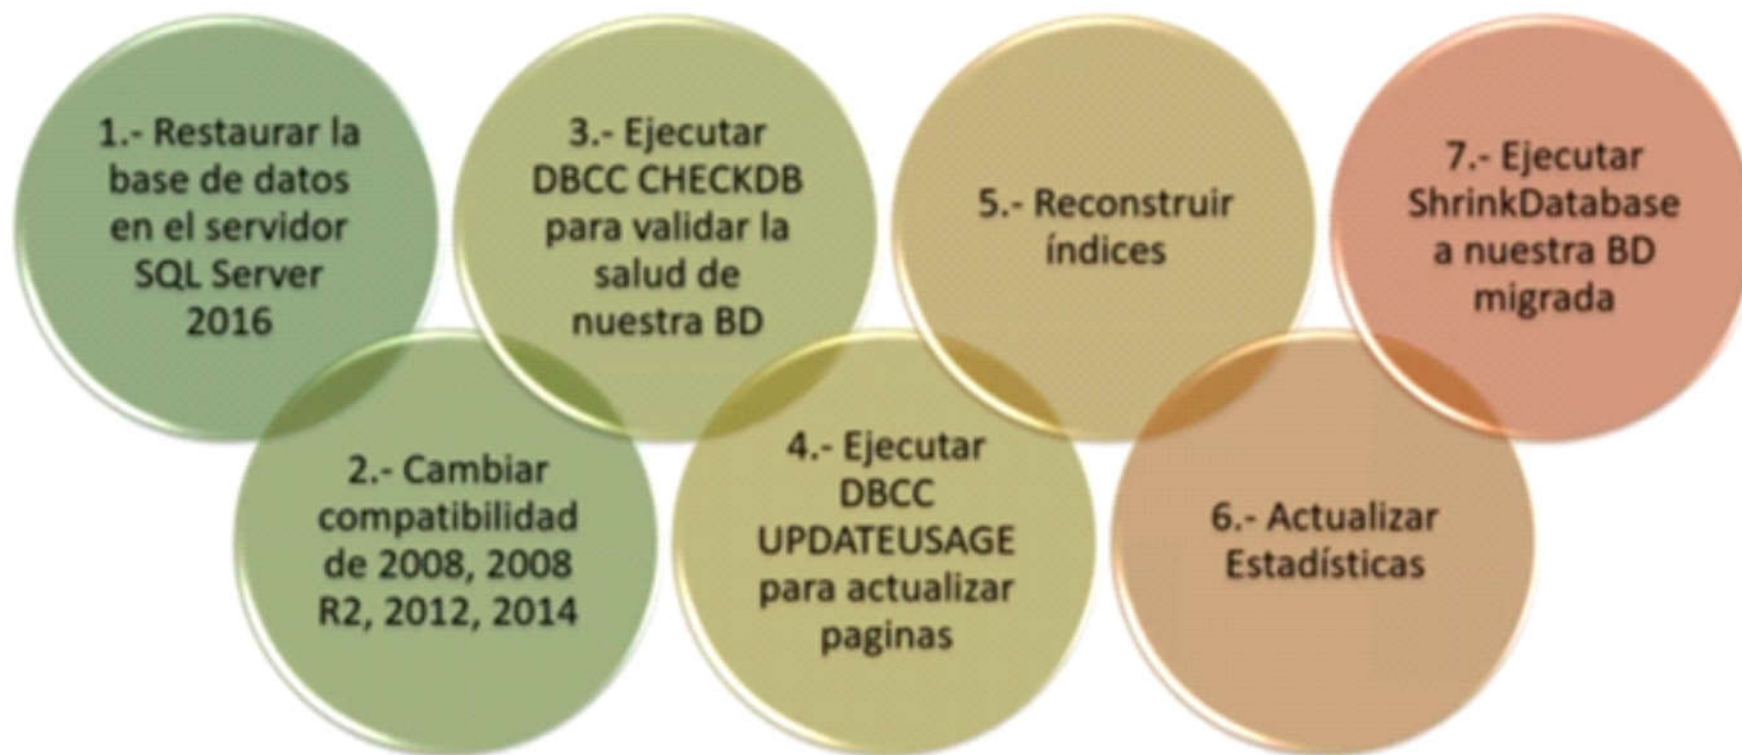 1.- Restaurar la
base de datos
en el servidor
SQL Server
2016
2.- Cambiar
compatibilidad
de 2008, 2008
R2, 2012, 2014
3.- Ejecutar
DBCC CHECKDB
para validar la
salud de
nuestra BD
4.- Ejecutar
DBCC
UPDATEUSAGE
para actualizar
paginas
5.- Reconstruir
índices
6.- Actualizar
Estadísticas
7.- Ejecutar
ShrinkDatabase
a nuestra BD
migrada